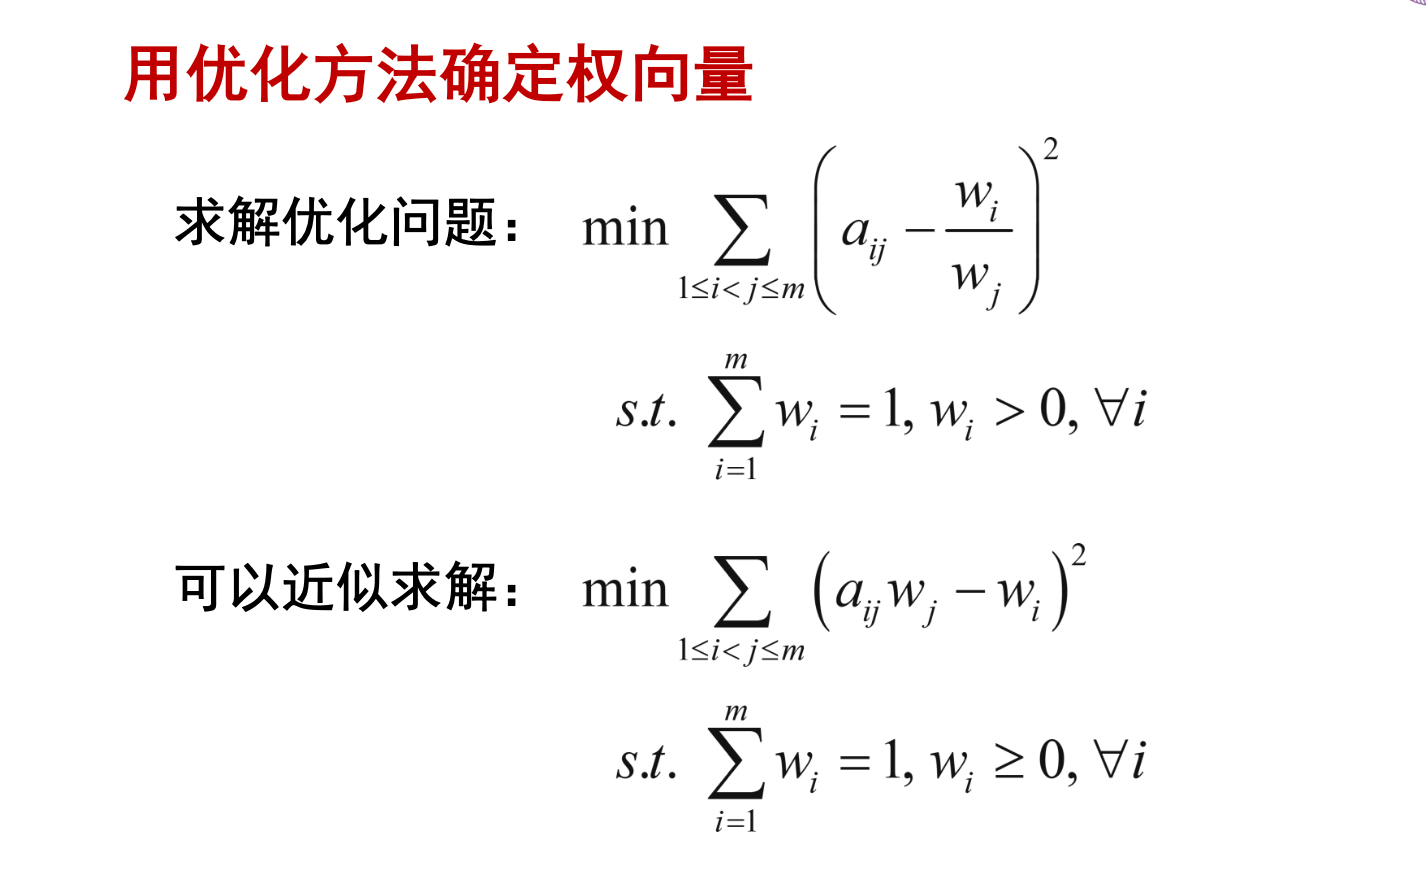 用优化方法确定权向量
求解优化问题： $\min \sum_{1 \le i < j \le m} \left( a_{ij} - \frac{w_i}{w_j} \right)^2$
$s.t. \sum_{i=1}^{m} w_i = 1, w_i > 0, \forall i$
可以近似求解： $\min \sum_{1 \le i < j \le m} \left( a_{ij} w_j - w_i \right)^2$
$s.t. \sum_{i=1}^{m} w_i = 1, w_i \ge 0, \forall i$